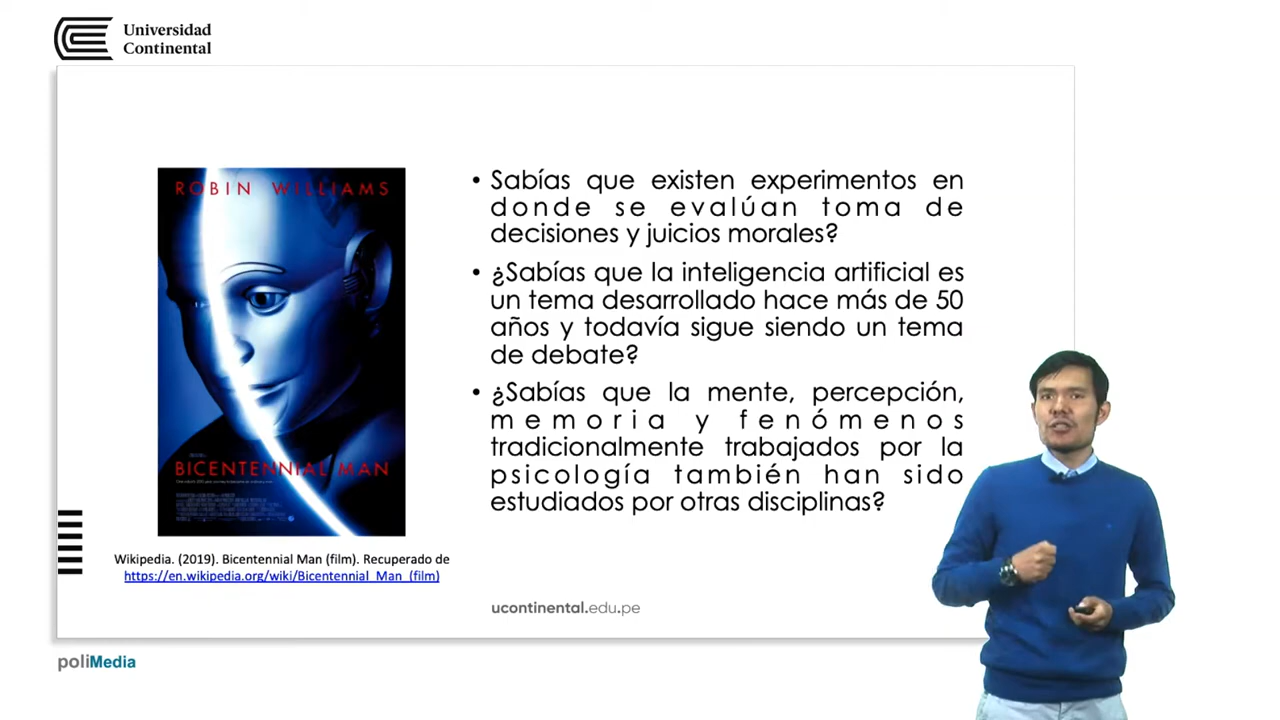 Universidad
Continental
ROBIN WILLIAMS
BICENTENNIAL MAN
• Sabías que existen experimentos en
donde se evalúan toma de
decisiones y juicios morales?
• ¿Sabías que la inteligencia artificial es
un tema desarrollado hace más de 50
años y todavía sigue siendo un tema
de debate?
• ¿Sabías que la mente, percepción,
memoria y fenómenos
tradicionalmente trabajados por la
psicología también han sido
estudiados por otras disciplinas?
Wikipedia. (2019). Bicentennial Man (film). Recuperado de
https://en.wikipedia.org/wiki/Bicentennial_Man_(film)
ucontinental.edu.pe
poliMedia